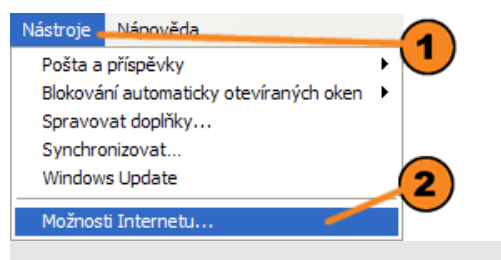 Nástroje Nápověda 1
Pošta a příspěvky
Blokování automaticky otevíraných oken
Spravovat doplňky...
Synchronizovat...
Windows Update
2
Možnosti Internetu...